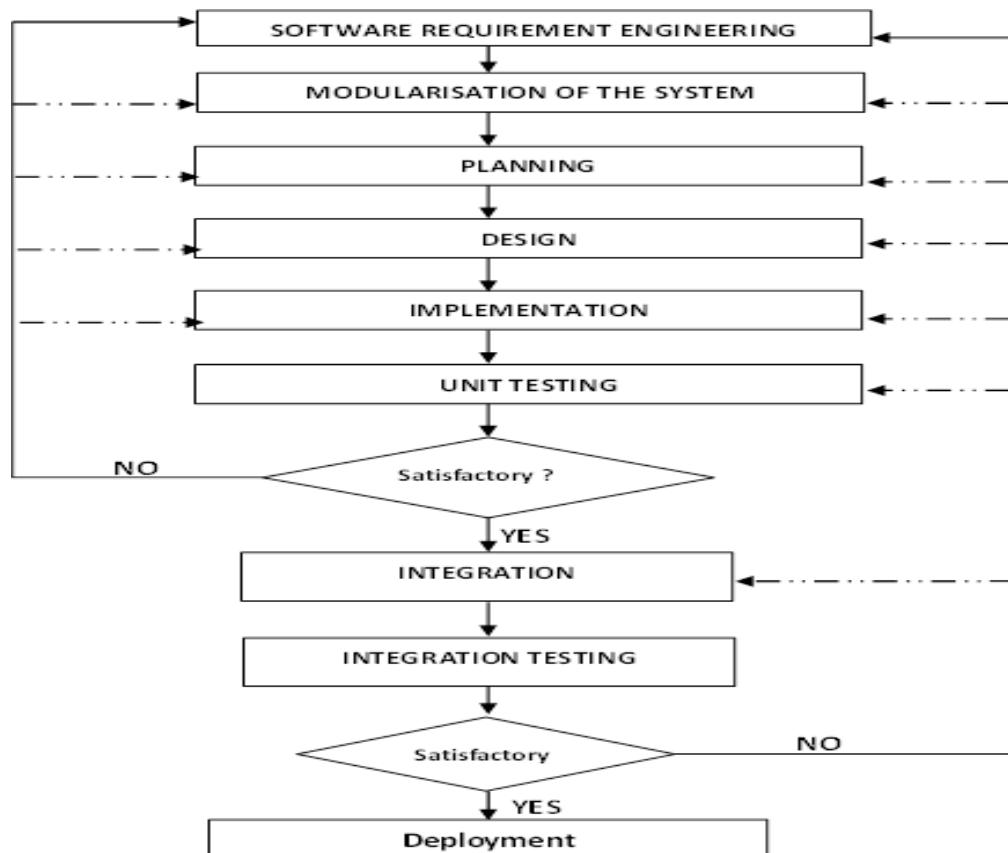 SOFTWARE REQUIREMENT ENGINEERING
MODULARISATION OF THE SYSTEM
PLANNING
DESIGN
IMPLEMENTATION
UNIT TESTING
NO
Satisfactory ?
YES
INTEGRATION
INTEGRATION TESTING
NO
Satisfactory
YES
Deployment